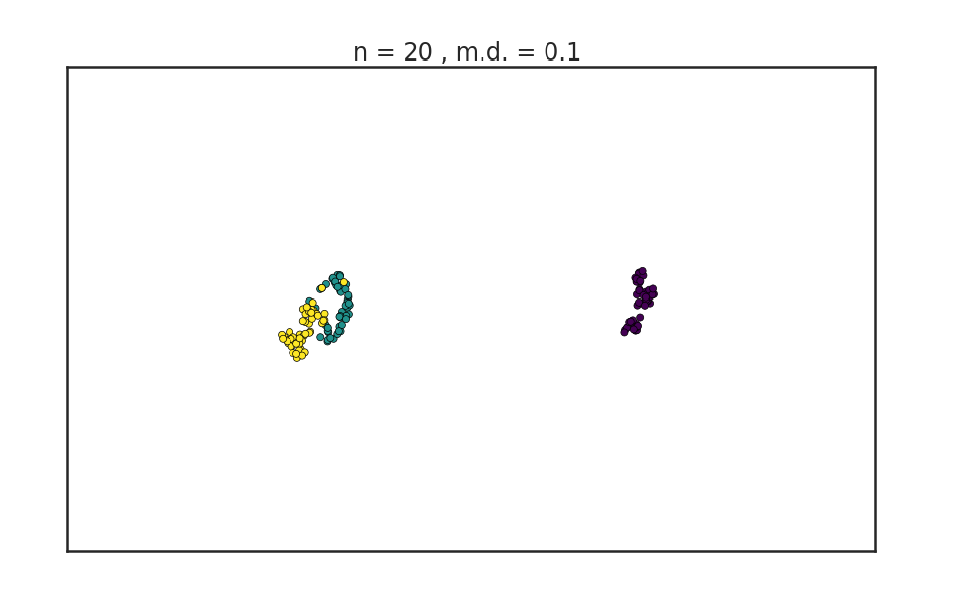 n = 20 , m.d. = 0.1